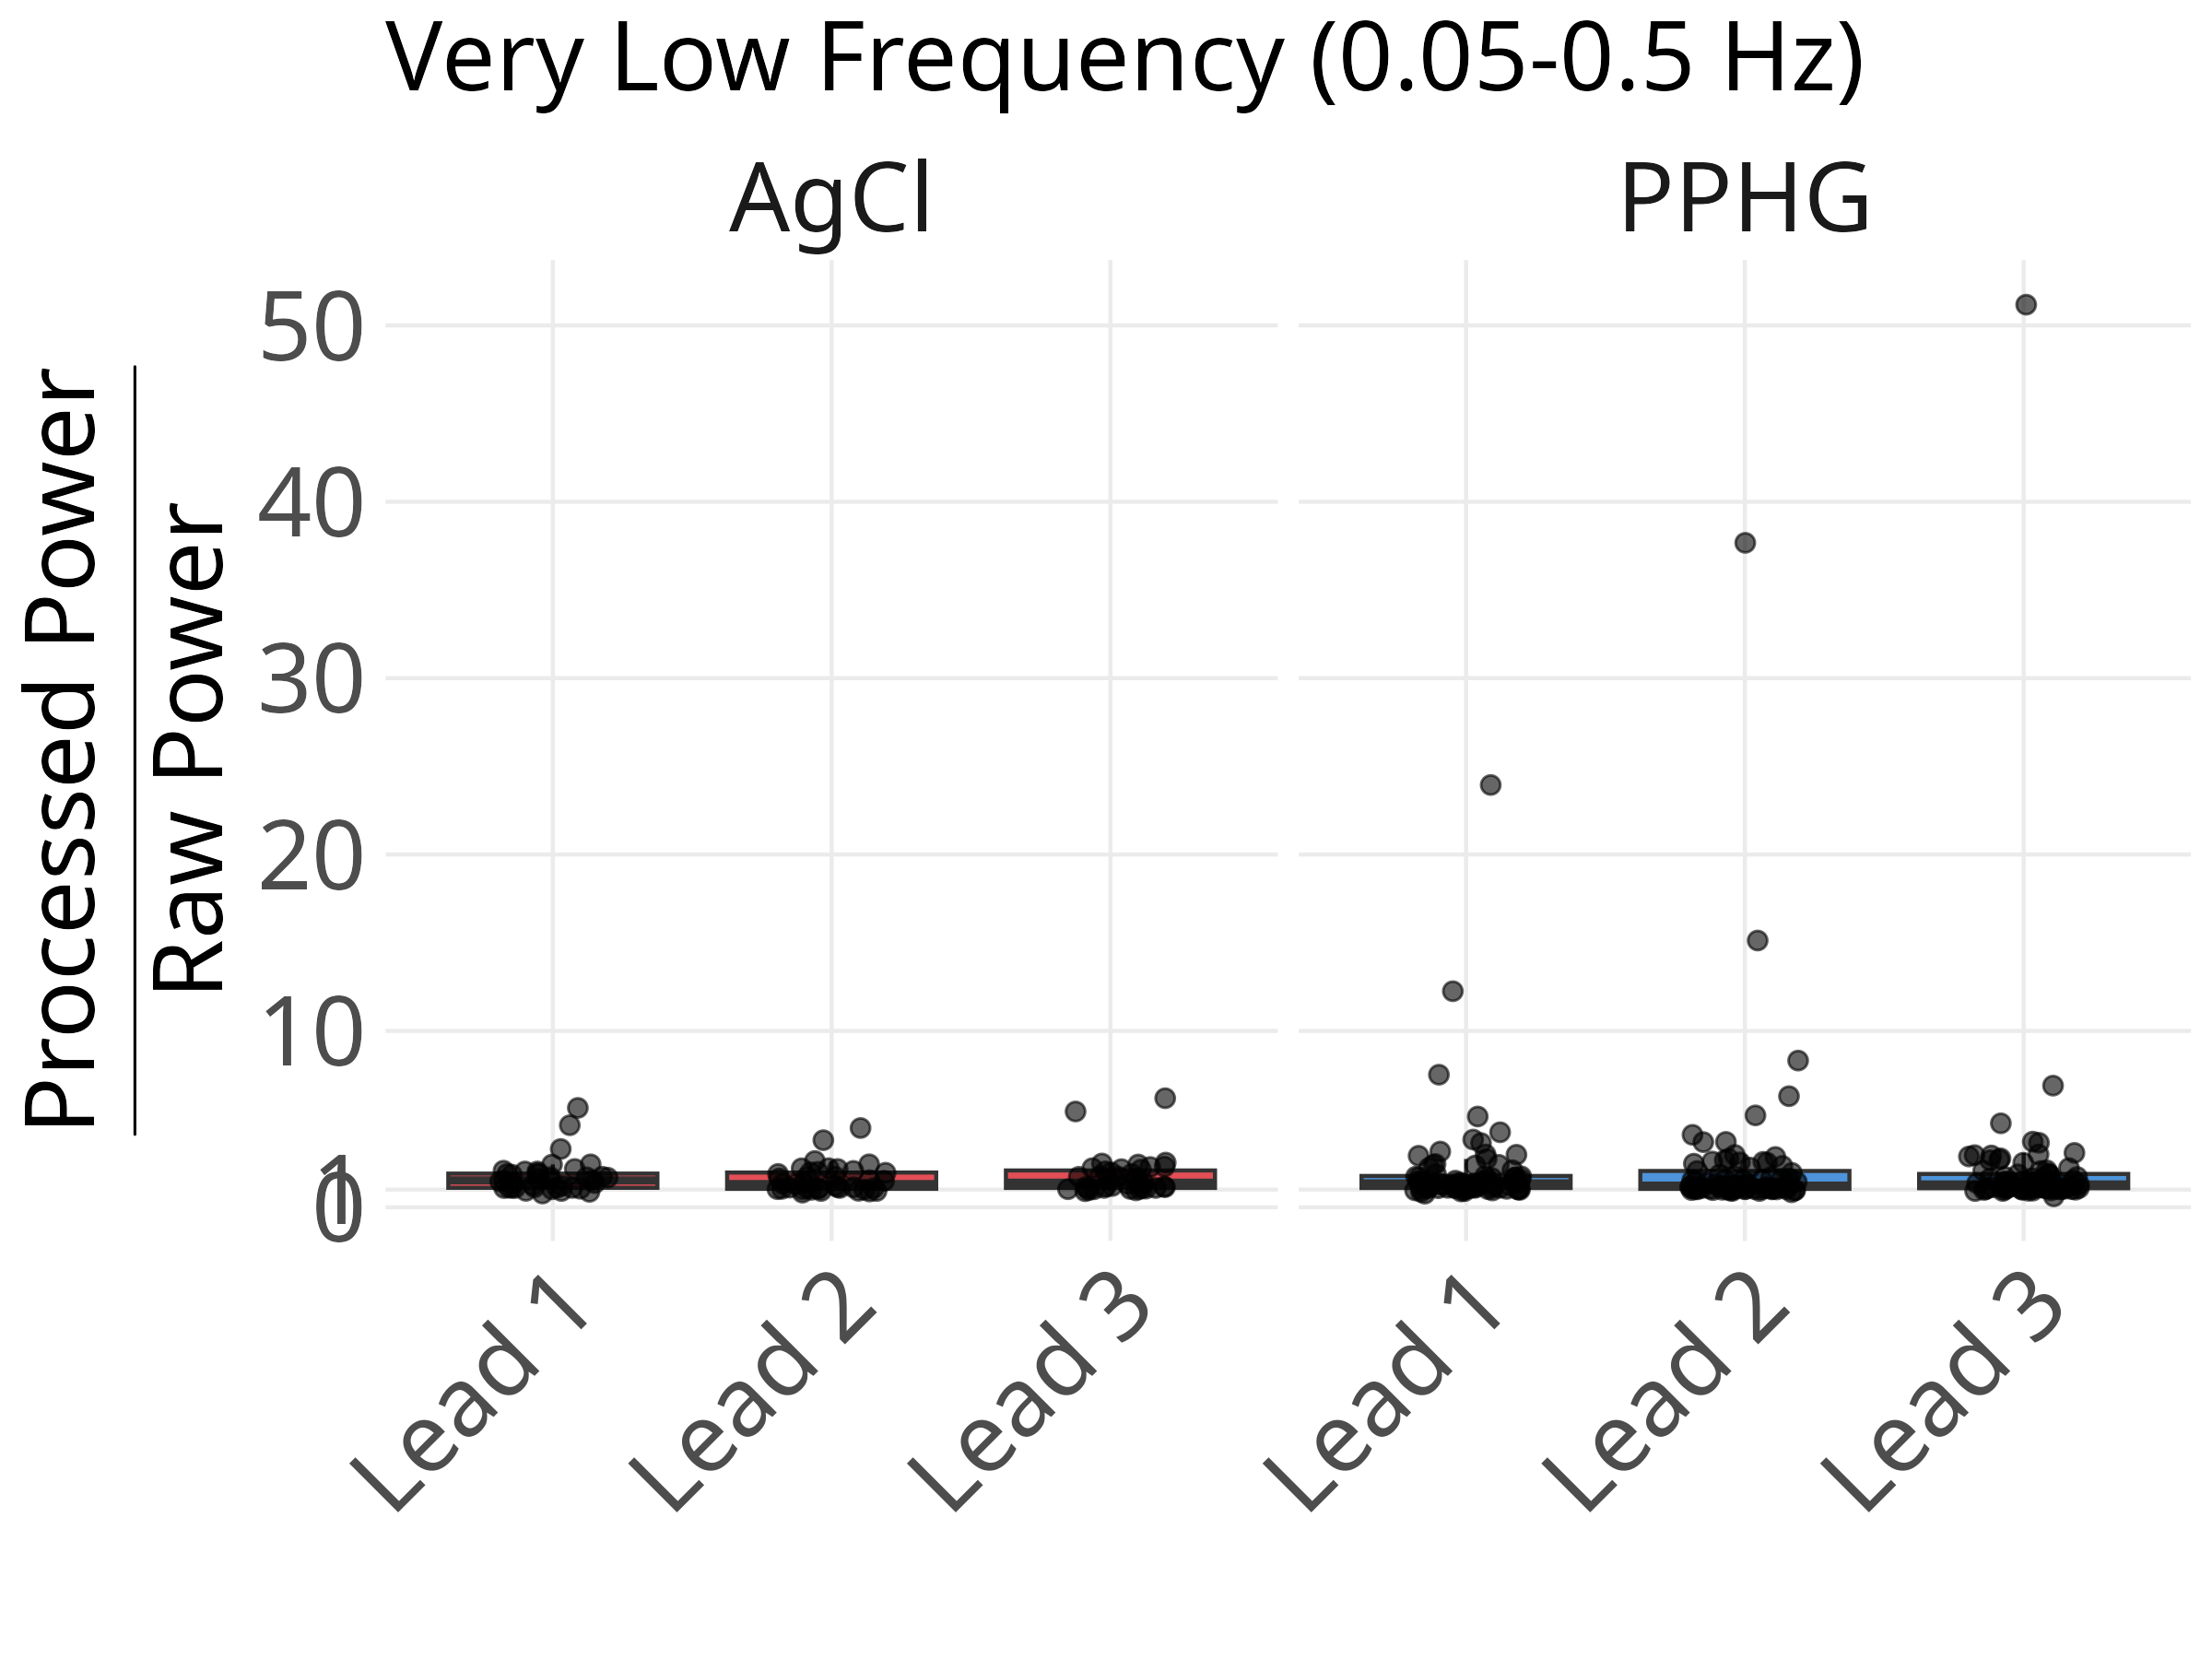 Very Low Frequency (0.05-0.5 Hz)
AgCl
PPHG
Processed Power
Raw Power
50
40
30
20
10
1
0
Lead 1
Lead 2
Lead 3
Lead 1
Lead 2
Lead 3